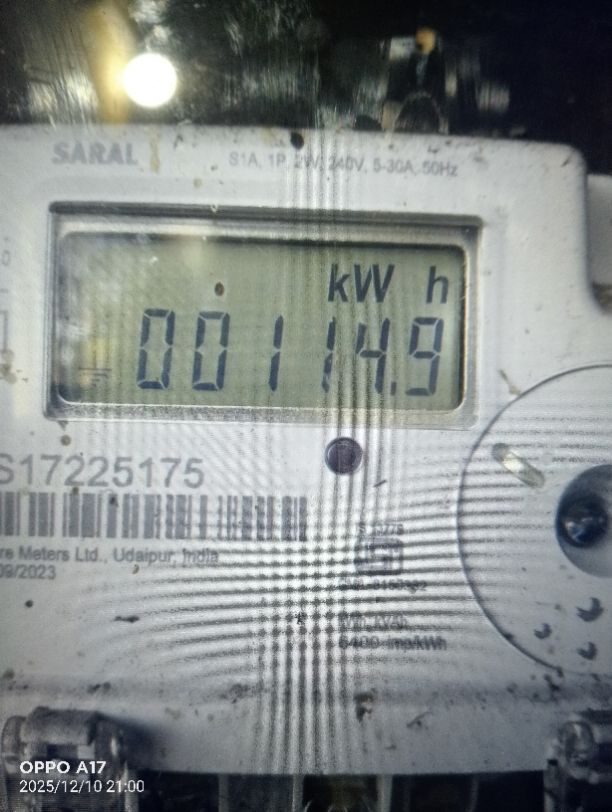 SARAL
S1A, 1P, 2W, 240V, 5-30A, 50Hz
kW h
00114.9
S17225175
re Meters Ltd., Udaipur, India
09/2023
6400 imp/kWh
OPPO A17
2025/12/10 21:00